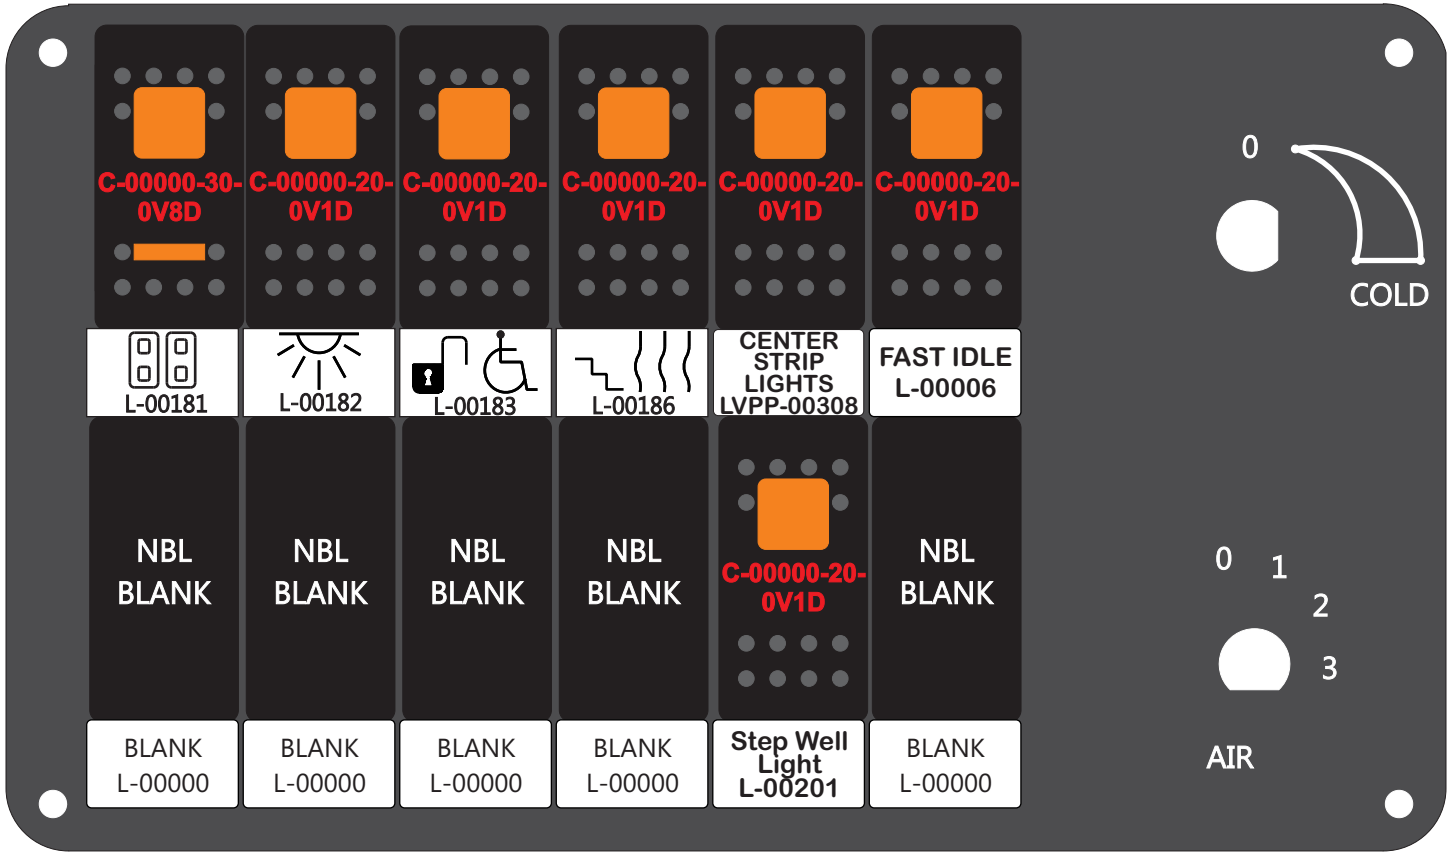 C-00000-30-
0V8D
C-00000-20-
0V1D
C-00000-20-
0V1D
C-00000-20-
0V1D
C-00000-20-
0V1D
C-00000-20-
0V1D
0
COLD
L-00181
L-00182
L-00183
L-00186
CENTER
STRIP
LIGHTS
LVPP-00308
FAST IDLE
L-00006
NBL
BLANK
NBL
BLANK
NBL
BLANK
NBL
BLANK
C-00000-20-
0V1D
NBL
BLANK
0
1
2
3
AIR
BLANK
L-00000
BLANK
L-00000
BLANK
L-00000
BLANK
L-00000
Step Well
Light
L-00201
BLANK
L-00000